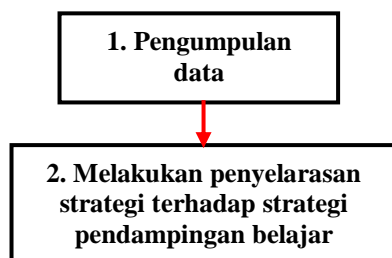 1. Pengumpulan
data
2. Melakukan penyelarasan
strategi terhadap strategi
pendampingan belajar